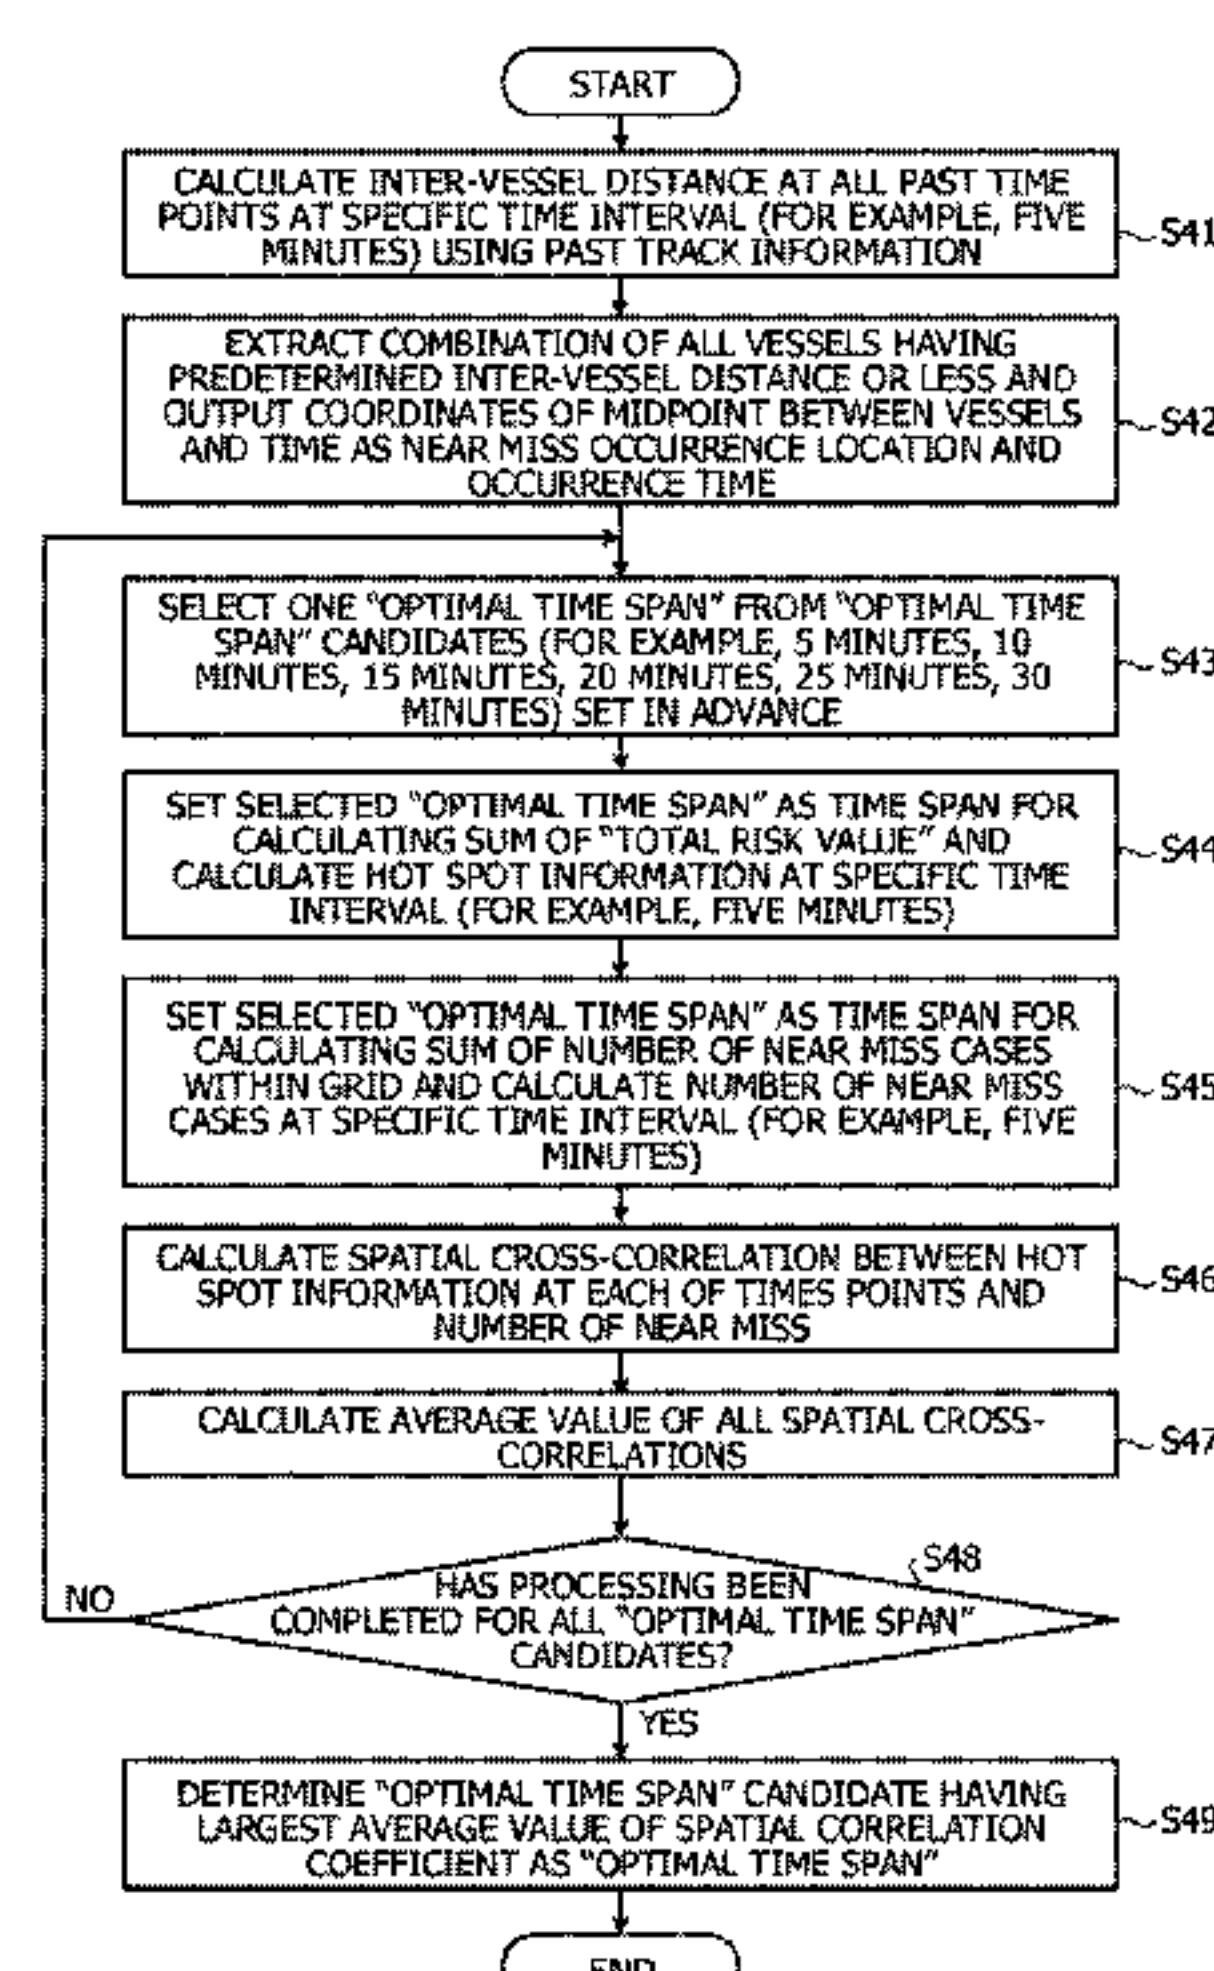 START
CALCULATE INTER-VESSEL DISTANCE AT ALL PAST TIME
POINTS AT SPECIFIC TIME INTERVAL (FOR EXAMPLE, FIVE
MINUTES) USING PAST TRACK INFORMATION
S41
EXTRACT COMBINATION OF ALL VESSELS HAVING
PREDETERMINED INTER-VESSEL DISTANCE OR LESS AND
OUTPUT COORDINATES OF MIDPOINT BETWEEN VESSELS
AND TIME AS NEAR MISS OCCURRENCE LOCATION AND
OCCURRENCE TIME
S42
SELECT ONE "OPTIMAL TIME SPAN" FROM "OPTIMAL TIME
SPAN" CANDIDATES (FOR EXAMPLE, 5 MINUTES, 10
MINUTES, 15 MINUTES, 20 MINUTES, 25 MINUTES, 30
MINUTES) SET IN ADVANCE
S43
SET SELECTED "OPTIMAL TIME SPAN" AS TIME SPAN FOR
CALCULATING SUM OF "TOTAL RISK VALUE" AND
CALCULATE HOT SPOT INFORMATION AT SPECIFIC TIME
INTERVAL (FOR EXAMPLE, FIVE MINUTES)
S44
SET SELECTED "OPTIMAL TIME SPAN" AS TIME SPAN FOR
CALCULATING SUM OF NUMBER OF NEAR MISS CASES
WITHIN GRID AND CALCULATE NUMBER OF NEAR MISS
CASES AT SPECIFIC TIME INTERVAL (FOR EXAMPLE, FIVE
MINUTES)
S45
CALCULATE SPATIAL CROSS-CORRELATION BETWEEN HOT
SPOT INFORMATION AT EACH OF TIMES POINTS AND
NUMBER OF NEAR MISS
S46
CALCULATE AVERAGE VALUE OF ALL SPATIAL CROSS-
CORRELATIONS
S47
S48
HAS PROCESSING BEEN
COMPLETED FOR ALL "OPTIMAL TIME SPAN"
CANDIDATES?
NO
YES
DETERMINE "OPTIMAL TIME SPAN" CANDIDATE HAVING
LARGEST AVERAGE VALUE OF SPATIAL CORRELATION
COEFFICIENT AS "OPTIMAL TIME SPAN"
S49
END